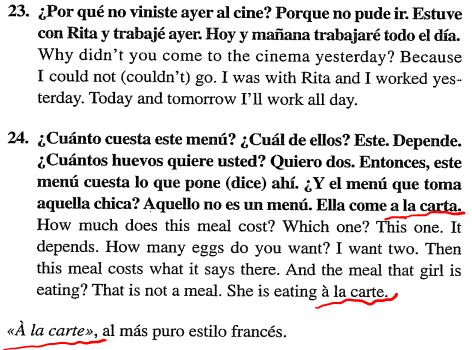 23. ¿Por qué no viniste ayer al cine? Porque no pude ir. Estuve
con Rita y trabajé ayer. Hoy y mañana trabajaré todo el día.
Why didn't you come to the cinema yesterday? Because
I could not (couldn't) go. I was with Rita and I worked yes-
terday. Today and tomorrow I'll work all day.
24. ¿Cuánto cuesta este menú? ¿Cuál de ellos? Este. Depende.
¿Cuántos huevos quiere usted? Quiero dos. Entonces, este
menú cuesta lo que pone (dice) ahí. ¿Y el menú que toma
aquella chica? Aquello no es un menú. Ella come a la carta.
How much does this meal cost? Which one? This one. It
depends. How many eggs do you want? I want two. Then
this meal costs what it says there. And the meal that girl is
eating? That is not a meal. She is eating à la carte.
«À la carte», al más puro estilo francés.